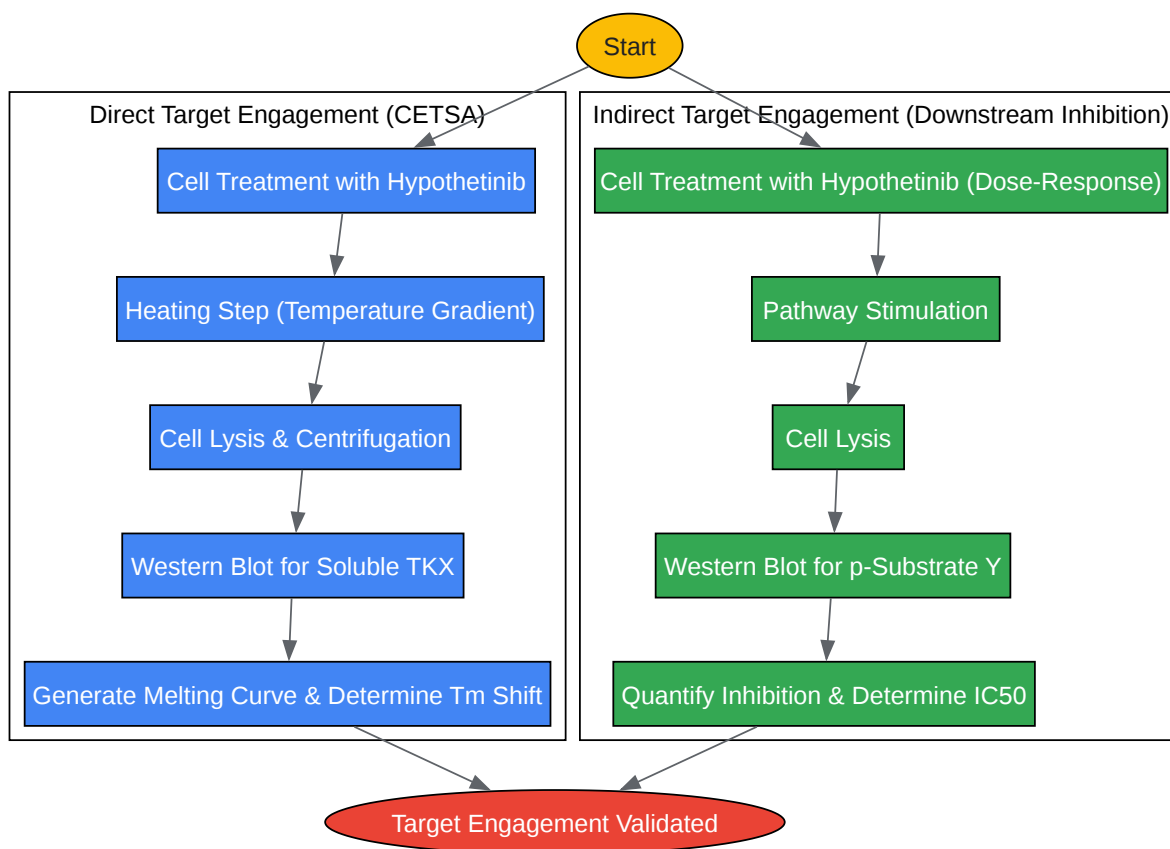 Start
Direct Target Engagement (CETSA)
Cell Treatment with Hypothetinib
Heating Step (Temperature Gradient)
Cell Lysis & Centrifugation
Western Blot for Soluble TKX
Generate Melting Curve & Determine Tm Shift
Indirect Target Engagement (Downstream Inhibition)
Cell Treatment with Hypothetinib (Dose-Response)
Pathway Stimulation
Cell Lysis
Western Blot for p-Substrate Y
Quantify Inhibition & Determine IC50
Target Engagement Validated